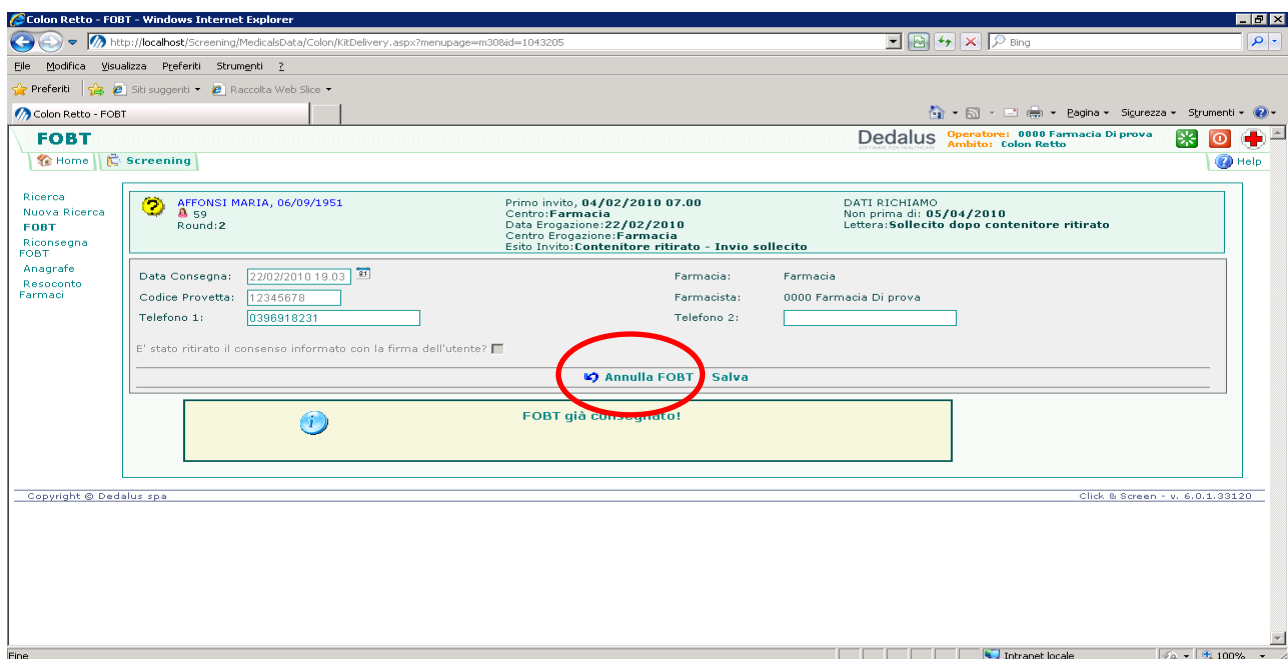 Colon Retto - FOBT - Windows Internet Explorer
http://localhost/Screening/MedicalsData/Colon/KitDelivery.aspx?menupage=m30&id=1043205
Bing
File Modifica Visualizza Preferiti Strumenti ?
Preferiti Siti suggeriti Raccolta Web Slice
Colon Retto - FOBT
Pagina Sicurezza Strumenti
FOBT
Dedalus
SOFTWARE FOR HEALTHCARE
Operatore: 0000 Farmacia Di prova
Ambito: Colon Retto
Home Screening
Help
Ricerca
Nuova Ricerca
FOBT
Riconsegna
FOBT
Anagrafe
Resoconto
Farmaci
AFFONSI MARIA, 06/09/1951
59
Round:2
Primo invito, 04/02/2010 07.00
Centro:Farmacia
Data Erogazione:22/02/2010
Centro Erogazione:Farmacia
Esito Invito:Contenitore ritirato - Invio sollecito
DATI RICHIAMO
Non prima di: 05/04/2010
Lettera:Sollecito dopo contenitore ritirato
Data Consegna: 22/02/2010 19.03 21
Farmacia: Farmacia
Codice Provetta: 12345678
Farmacista: 0000 Farmacia Di prova
Telefono 1: 0396918231
Telefono 2:
E' stato ritirato il consenso informato con la firma dell'utente?
Annulla FOBT Salva
FOBT già consegnato!
Copyright © Dedalus spa
Click & Screen - v. 6.0.1.33120
Fine
Intranet locale
100%